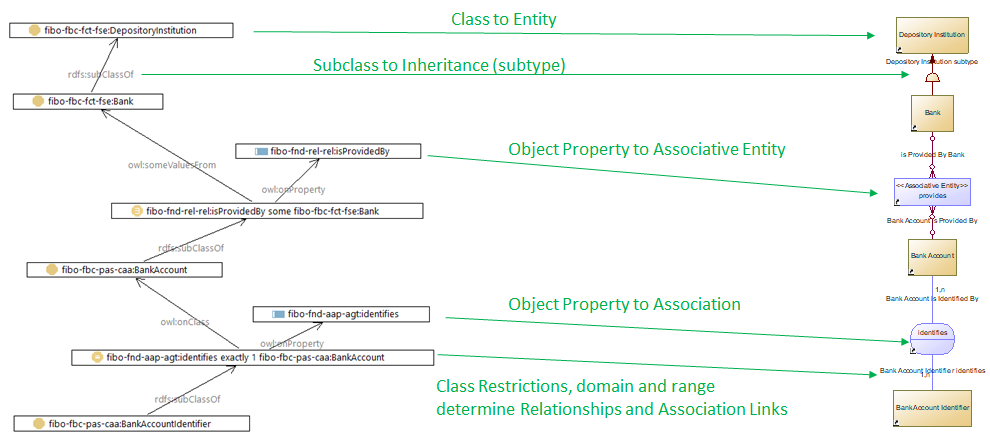 Class to Entity
fibo-fbc-fct-fse:DepositoryInstitution
Depository Institution
Subclass to Inheritance (subtype)
Depository Institution subtype
rdfs:subClassOf
fibo-fbc-fct-fse:Bank
Bank
owl:someValuesFrom
fibo-fnd-rel-rel:isProvidedBy
Object Property to Associative Entity
is Provided By Bank
owl:onProperty
<<Associative Entity>>
provides
fibo-fnd-rel-rel:isProvidedBy some fibo-fbc-fct-fse:Bank
Bank Account is Provided By
rdfs:subClassOf
fibo-fbc-pas-caa:BankAccount
Bank Account
owl:onClass
1,n
Bank Account is Identified By
fibo-fnd-aap-agt:identifies
Object Property to Association
identifies
owl:onProperty
fibo-fnd-aap-agt:identifies exactly 1 fibo-fbc-pas-caa:BankAccount
Bank Account Identifier identifies
1,n
Class Restrictions, domain and range
determine Relationships and Association Links
rdfs:subClassOf
BankAccount Identifier
fibo-fbc-pas-caa:BankAccountIdentifier